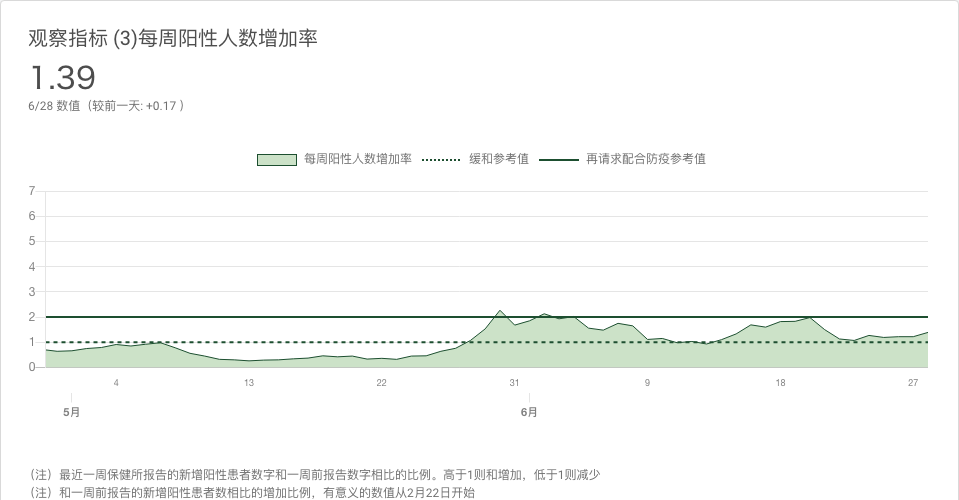 观察指标 (3)每周阳性人数增加率
1.39
6/28 数值（较前一天: +0.17 ）
每周阳性人数增加率 缓和参考值 再请求配合防疫参考值
7
6
5
4
3
2
1
0
4 13 22 31 9 18 27
5月 6月
（注）最近一周保健所报告的新增阳性患者数字和一周前报告数字相比的比例。高于1则和增加，低于1则减少
（注）和一周前报告的新增阳性患者数相比的增加比例，有意义的数值从2月22日开始